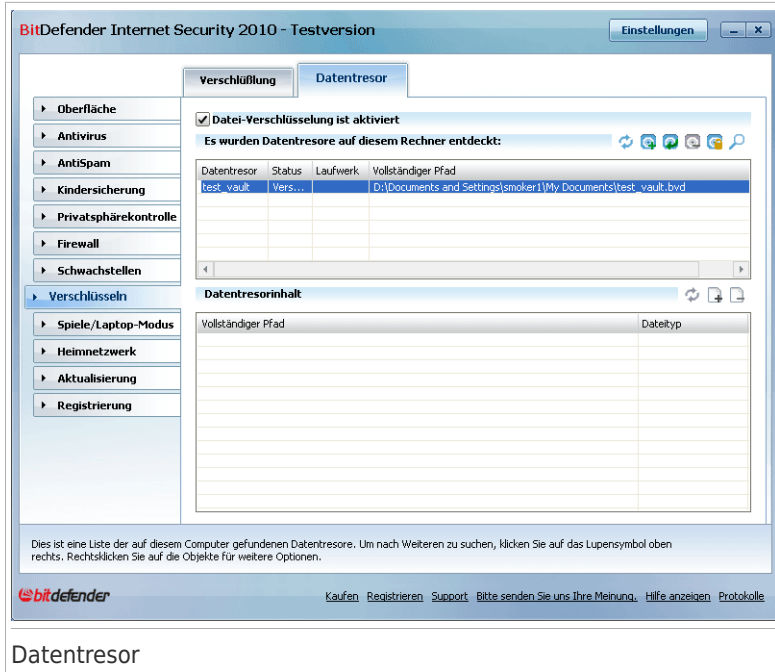 BitDefender Internet Security 2010 - Testversion
Einstellungen
Verschlüßlung
Datentresor
Oberfläche
Antivirus
AntiSpam
Kindersicherung
Privatsphärekontrolle
Firewall
Schwachstellen
Verschlüsseln
Spiele/Laptop-Modus
Heimnetzwerk
Aktualisierung
Registrierung
Datei-Verschlüsselung ist aktiviert
Es wurden Datentresore auf diesem Rechner entdeckt:
Datentresor Status Laufwerk Vollständiger Pfad
test_vault Vers... D:\Documents and Settings\smoker1\My Documents\test_vault.bvd
Datentresorinhalt
Vollständiger Pfad Dateityp
Dies ist eine Liste der auf diesem Computer gefundenen Datentresore. Um nach Weiteren zu suchen, klicken Sie auf das Lupensymbol oben
rechts. Rechtsklicken Sie auf die Objekte für weitere Optionen.
bitdefender
Kaufen Registrieren Support Bitte senden Sie uns Ihre Meinung. Hilfe anzeigen Protokolle
Datentresor